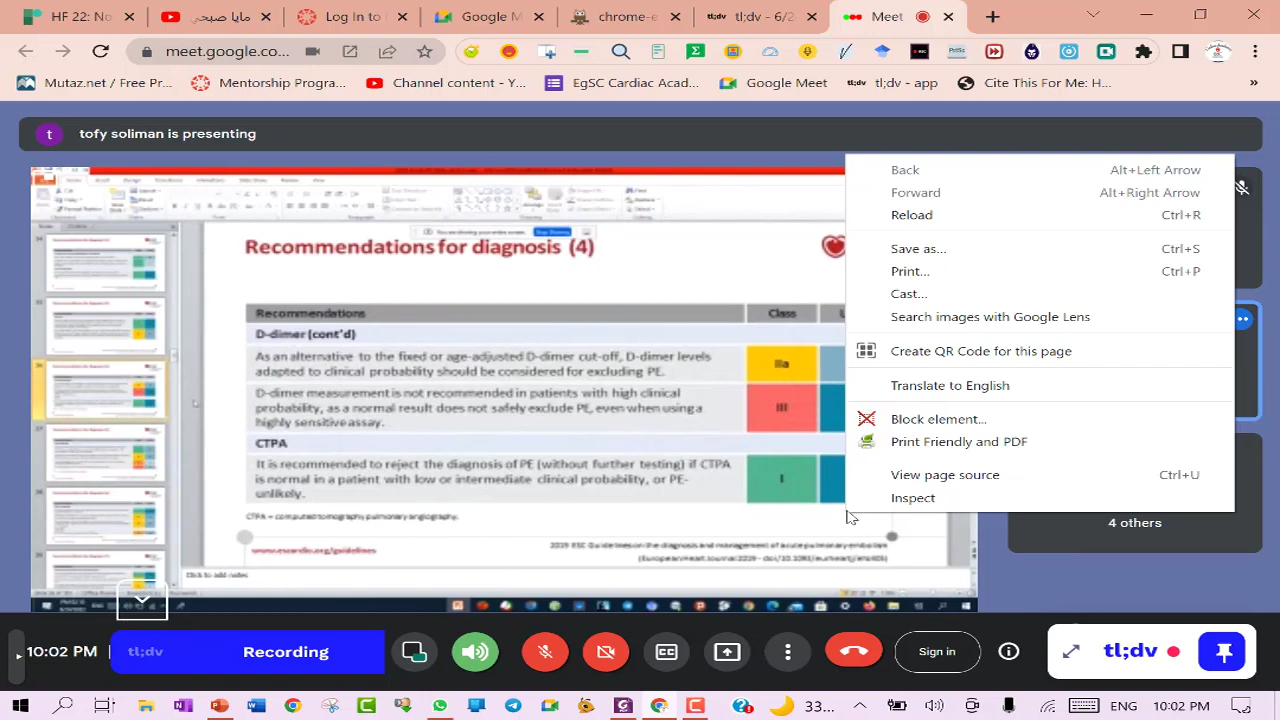 HF 22: Nov
مايا صبحي
Log In to
Google M
chrome-e
tl;dv - 6/2
Meet
meet.google.co...
Mutaz.net / Free Pr...
Mentorship Progra...
Channel content - Y...
EgSC Cardiac Acad...
Google Meet
tl;dv - app
Cite This For Me: H...
»
t
tofy soliman is presenting
Recommendations for diagnosis (4)
Recommendations
Class
D-dimer (cont'd)
As an alternative to the fixed or age-adjusted D-dimer cut-off, D-dimer levels
adapted to clinical probability should be considered for excluding PE.
IIa
D-dimer measurement is not recommended in patients with high clinical
probability, as a normal result does not safely exclude PE, even when using a
highly sensitive assay.
III
CTPA
It is recommended to reject the diagnosis of PE (without further testing) if CTPA
is normal in a patient with low or intermediate clinical probability, or PE-
unlikely.
I
CTPA = computed tomography pulmonary angiography.
www.escardio.org/guidelines
2019 ESC Guidelines on the diagnosis and management of acute pulmonary embolism
Click to add notes
Back Alt+Left Arrow
Forward Alt+Right Arrow
Reload Ctrl+R
Save as... Ctrl+S
Print... Ctrl+P
Cast...
Search images with Google Lens
Create QR Code for this page
Translate to English
Block element...
Print Friendly and PDF
View page source Ctrl+U
Inspect
4 others
10:02 PM
tl;dv Recording
Sign in
tl;dv
33...
ENG 10:02 PM